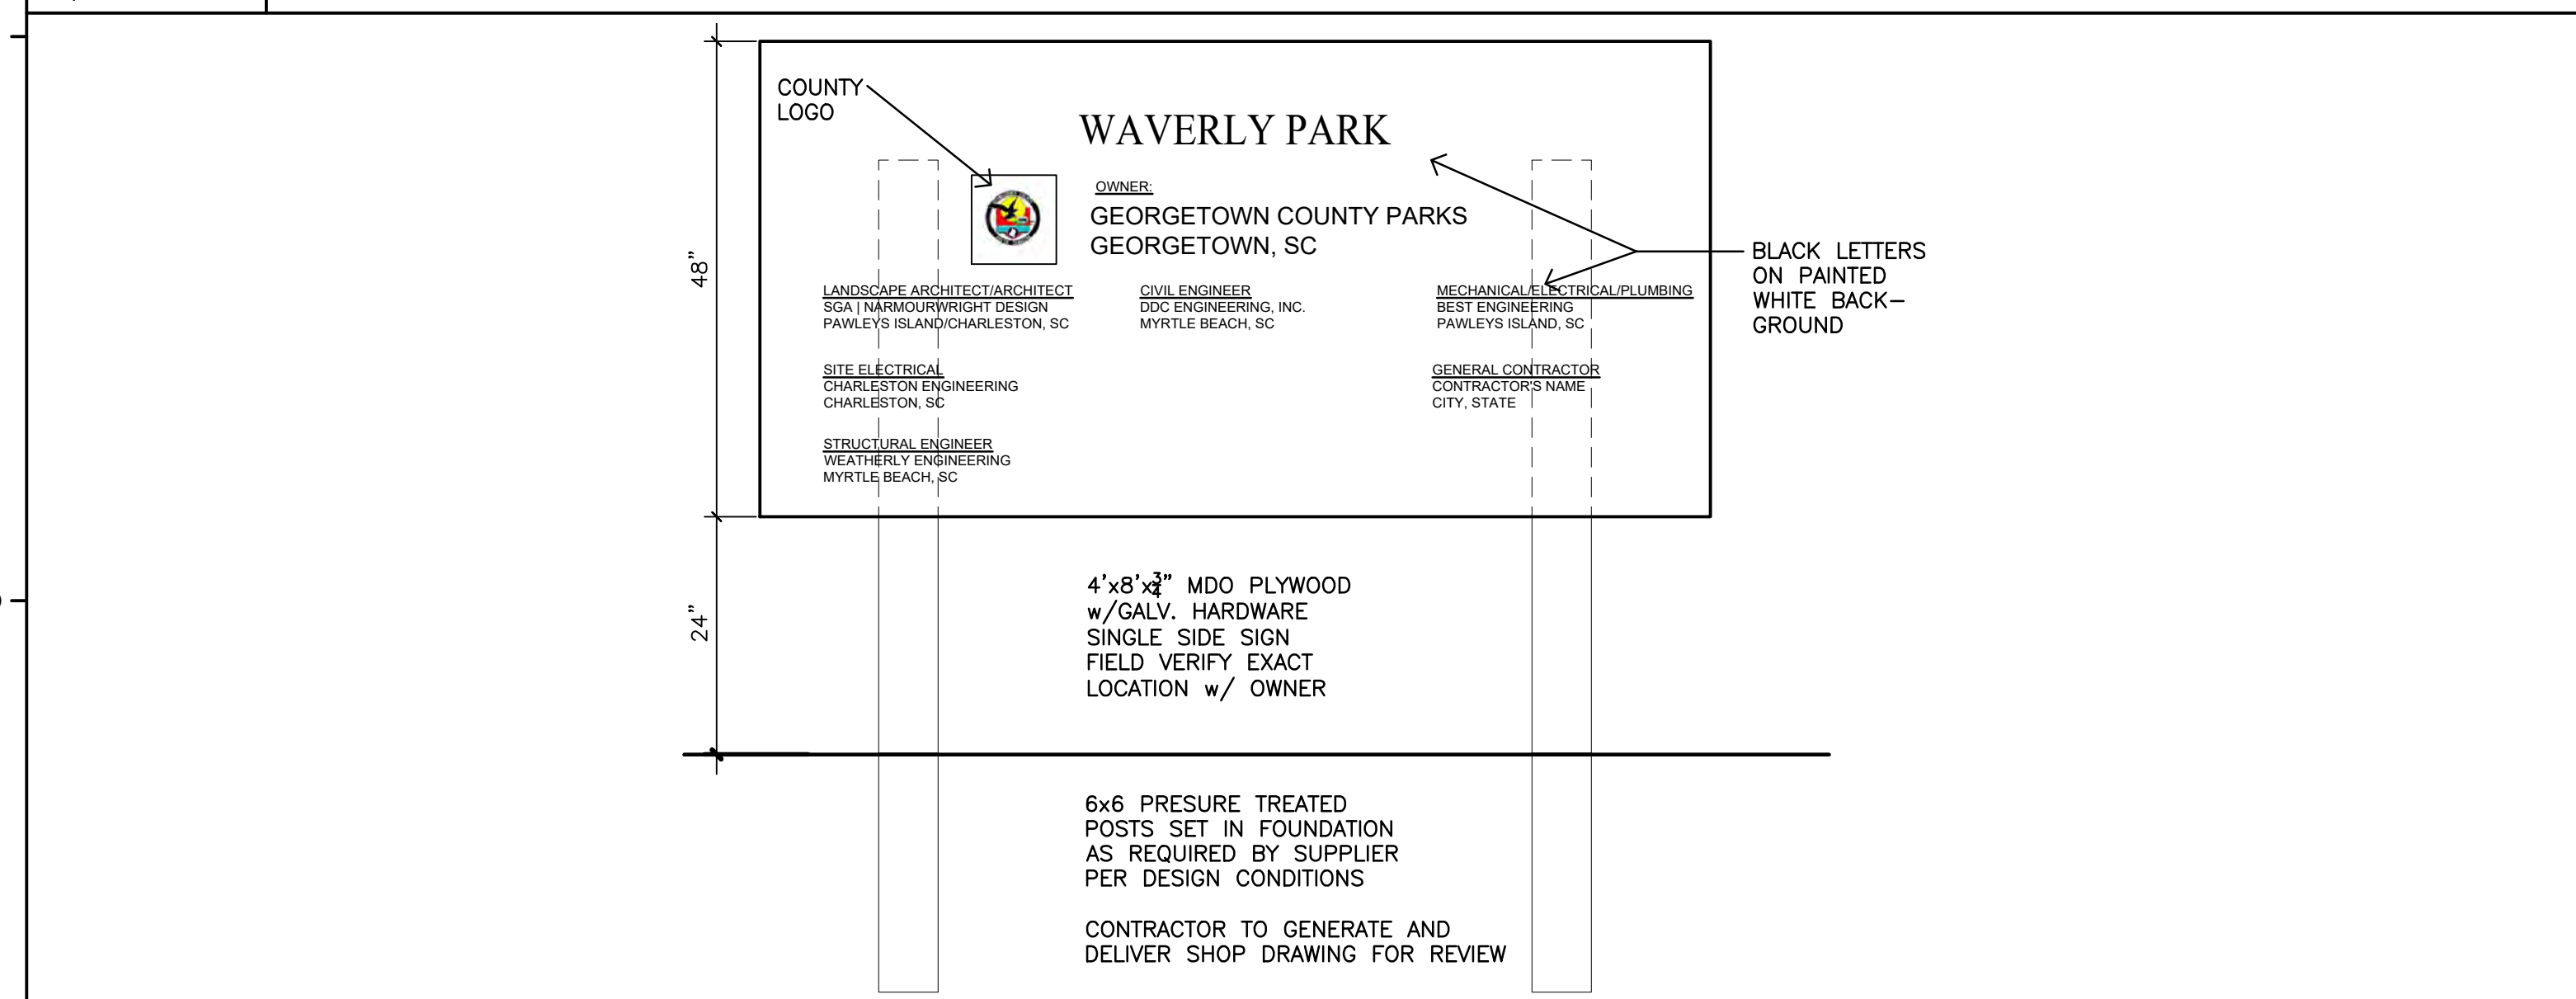 COUNTY
LOGO
WAVERLY PARK
OWNER:
GEORGETOWN COUNTY PARKS
GEORGETOWN, SC
48"
BLACK LETTERS
ON PAINTED
WHITE BACK-
GROUND
LANDSCAPE ARCHITECT/ARCHITECT
SGA | NARMOURWRIGHT DESIGN
PAWLEYS ISLAND/CHARLESTON, SC
CIVIL ENGINEER
DDC ENGINEERING, INC.
MYRTLE BEACH, SC
MECHANICAL/ELECTRICAL/PLUMBING
BEST ENGINEERING
PAWLEYS ISLAND, SC
SITE ELECTRICAL
CHARLESTON ENGINEERING
CHARLESTON, SC
GENERAL CONTRACTOR
CONTRACTOR'S NAME
CITY, STATE
STRUCTURAL ENGINEER
WEATHERLY ENGINEERING
MYRTLE BEACH, SC
24"
4'x8'x3/4" MDO PLYWOOD
w/GALV. HARDWARE
SINGLE SIDE SIGN
FIELD VERIFY EXACT
LOCATION w/ OWNER
6x6 PRESURE TREATED
POSTS SET IN FOUNDATION
AS REQUIRED BY SUPPLIER
PER DESIGN CONDITIONS
CONTRACTOR TO GENERATE AND
DELIVER SHOP DRAWING FOR REVIEW